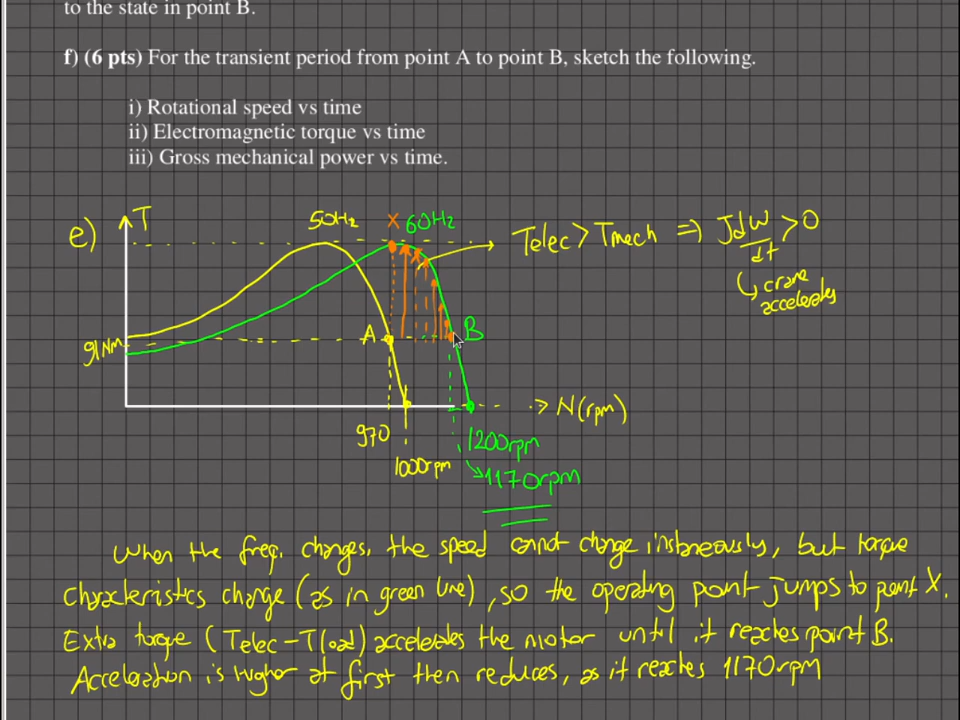 to the state in point B.
f) (6 pts) For the transient period from point A to point B, sketch the following.
i) Rotational speed vs time
ii) Electromagnetic torque vs time
iii) Gross mechanical power vs time.
e) T 50Hz X 60Hz
Telec > Tmech => J dw/dt > 0
crane
accelerates
91Nm A B
N (rpm)
970 1200rpm
1000rpm 1170rpm
When the freq. changes, the speed cannot change instaneously, but torque
characteristics change (as in green line), so the operating point jumps to point X.
Extra torque (Telec - Tload) accelerates the motor until it reaches point B.
Acceleration is higher at first then reduces, as it reaches 1170rpm